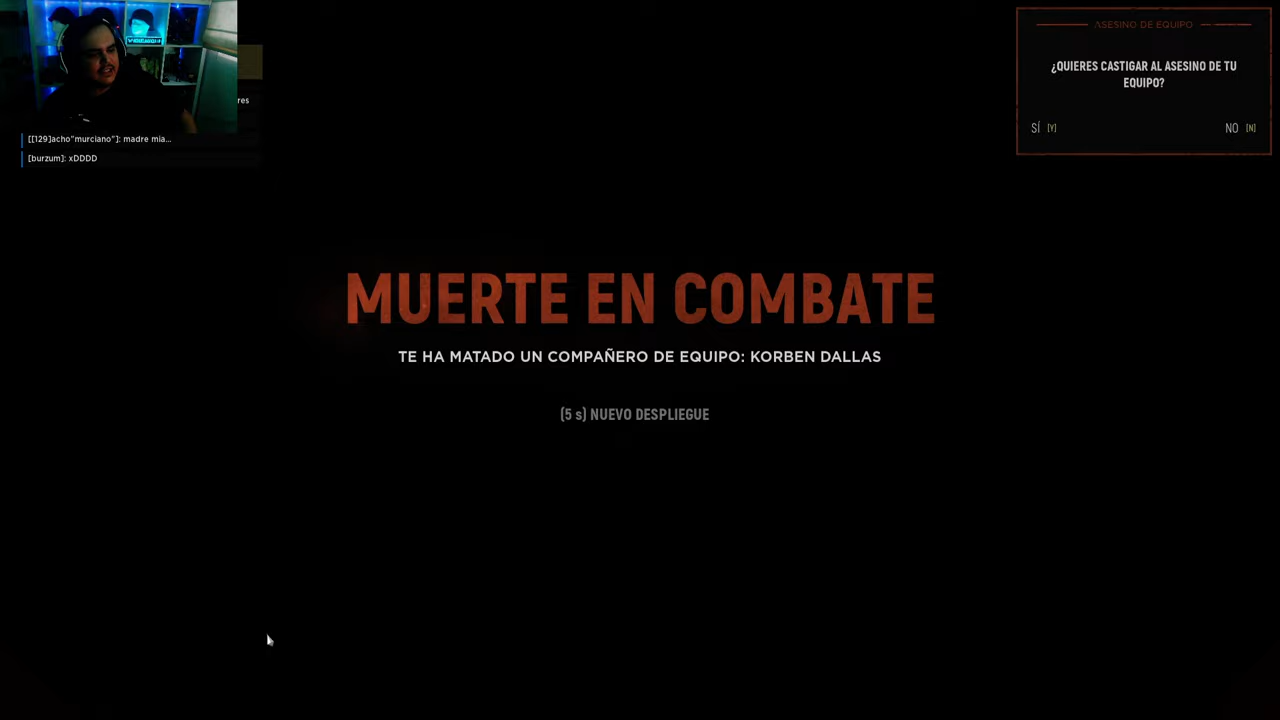 res
[[129]acho"murciano"]: madre mia...
[burzum]: xDDDD
ASESINO DE EQUIPO
¿QUIERES CASTIGAR AL ASESINO DE TU
EQUIPO?
SÍ [Y]
NO [N]
MUERTE EN COMBATE
TE HA MATADO UN COMPAÑERO DE EQUIPO: KORBEN DALLAS
(5 s) NUEVO DESPLIEGUE